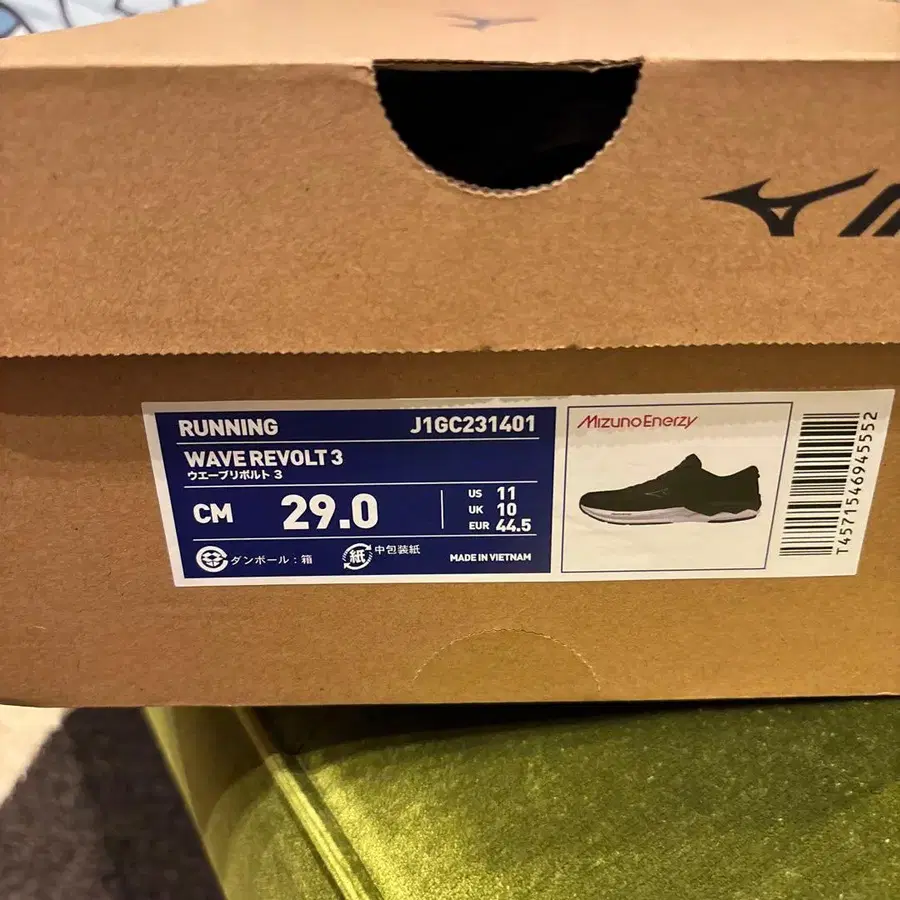 RUNNING J1GC231401
WAVE REVOLT 3
ウエーブリボルト 3
CM 29.0
US 11
UK 10
EUR 44.5
ダンボール：箱
紙 中包装紙
MADE IN VIETNAM
Mizuno Enerzy
T4571546945552